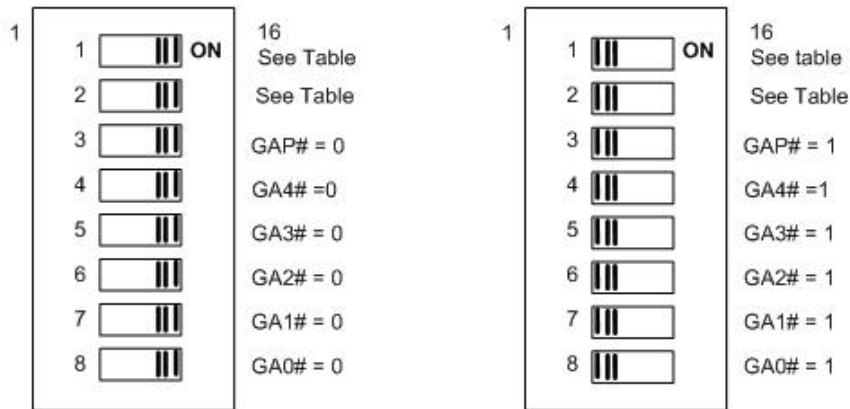 1
16
1 ON See Table
2 See Table
3 GAP# = 0
4 GA4# =0
5 GA3# = 0
6 GA2# = 0
7 GA1# = 0
8 GA0# = 0
1
16
1 ON See table
2 See Table
3 GAP# = 1
4 GA4# =1
5 GA3# = 1
6 GA2# = 1
7 GA1# = 1
8 GA0# = 1